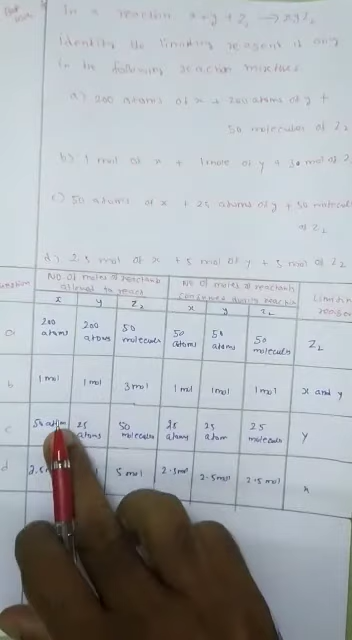 In a reaction x + y + Z2 → xyZ2
Identify the limiting reagent if any
in the following reaction mixtures
a) 200 atoms of x + 200 atoms of y +
50 molecules of Z2
b) 1 mol of x + 1 mole of y + 3 mol of Z
c) 50 atoms of x + 25 atoms of y + 50 molecul
of Z2
d) 2.5 mol of x + 5 mol of y + 5 mol of Z2
No of moles of reactants allowed to react No of moles of reactants consumed during reaction
x y Z2 x y Z2
a 200 atoms 200 atoms 50 molecules 50 atoms 50 atoms 50 molecules Z2
b 1 mol 1 mol 3 mol 1 mol 1 mol 1 mol x and y
c 50 25 atoms 50 molecules 25 atoms 25 atom 25 molecules y
d 5 mol 2.5 mol 2.5 mol 2.5 mol x